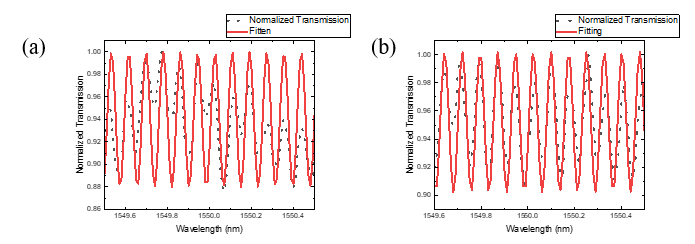 Normalized Transmission
Fitten
(a)
1.00
0.98
0.96
0.94
0.92
0.90
0.88
0.86
Normalized Transmission
1549.6
1549.8
1550.0
1550.2
1550.4
Wavelength (nm)
Normalized Transmission
Fitting
(b)
1.00
0.98
0.96
0.94
0.92
0.90
Normalized Transmission
1549.6
1549.8
1550.0
1550.2
1550.4
Wavelength (nm)